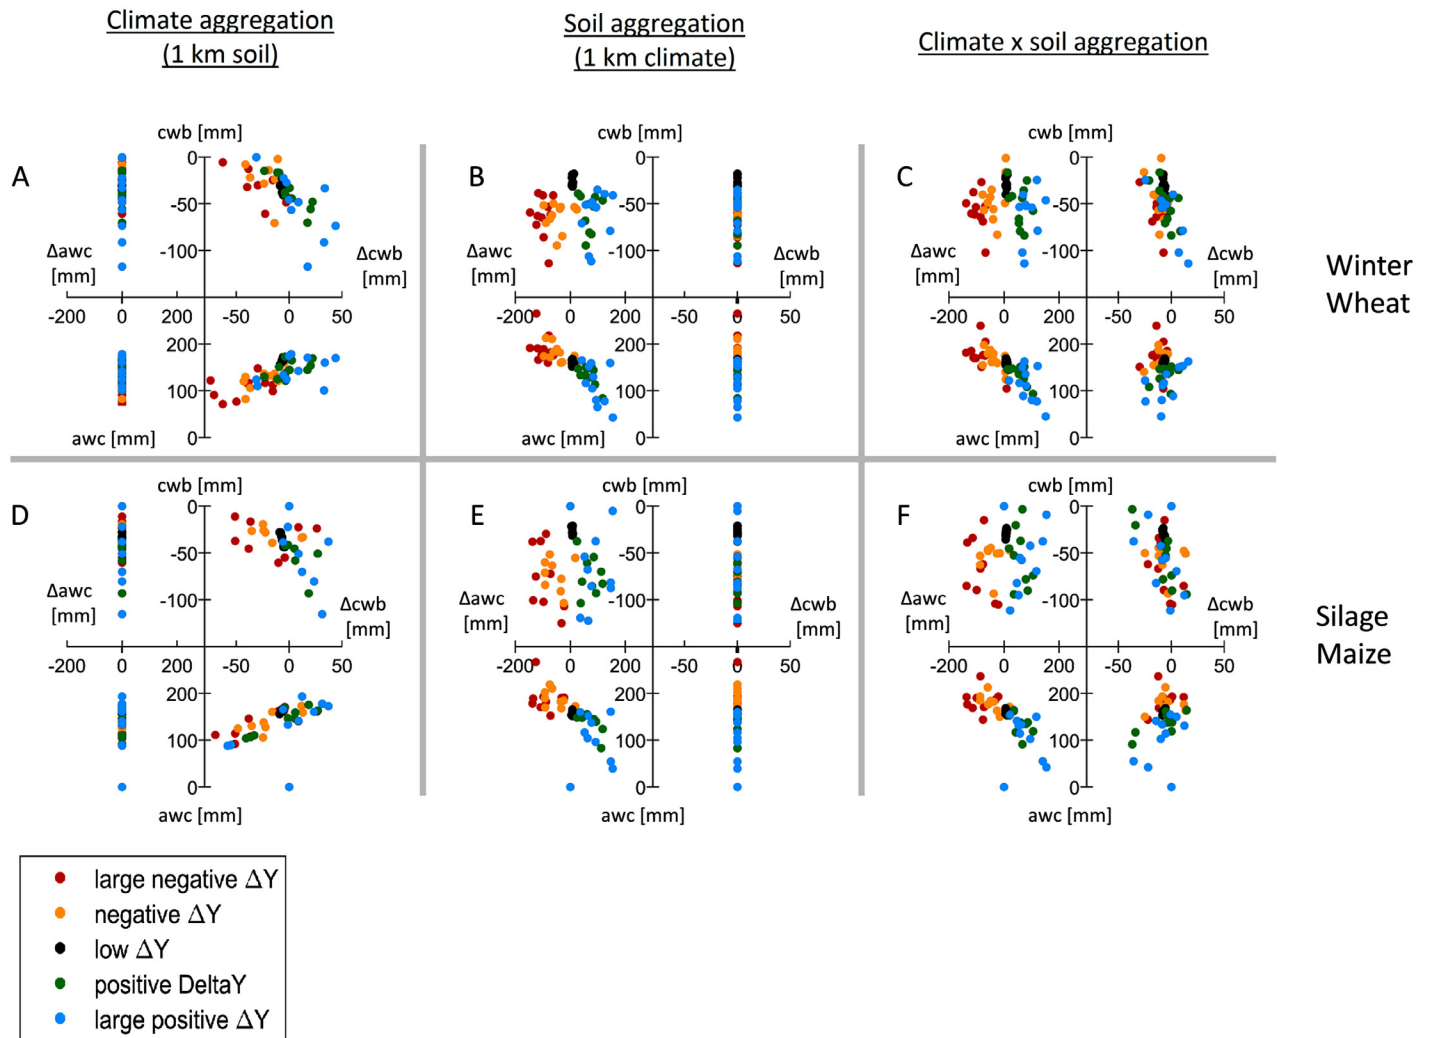 Climate aggregation
(1 km soil)
Soil aggregation
(1 km climate)
Climate x soil aggregation
A
cwb [mm]
0
-50
-100
Δawc
[mm]
Δcwb
[mm]
-200
0
200
-50
0
50
200
100
0
awc [mm]
B
cwb [mm]
0
-50
-100
Δawc
[mm]
Δcwb
[mm]
-200
0
200
-50
0
50
200
100
0
awc [mm]
C
cwb [mm]
0
-50
-100
Δawc
[mm]
Δcwb
[mm]
-200
0
200
-50
0
50
200
100
0
awc [mm]
Winter
Wheat
D
cwb [mm]
0
-50
-100
Δawc
[mm]
Δcwb
[mm]
-200
0
200
-50
0
50
200
100
0
awc [mm]
E
cwb [mm]
0
-50
-100
Δawc
[mm]
Δcwb
[mm]
-200
0
200
-50
0
50
200
100
0
awc [mm]
F
cwb [mm]
0
-50
-100
Δawc
[mm]
Δcwb
[mm]
-200
0
200
-50
0
50
200
100
0
awc [mm]
Silage
Maize
large negative ΔY
negative ΔY
low ΔY
positive DeltaY
large positive ΔY